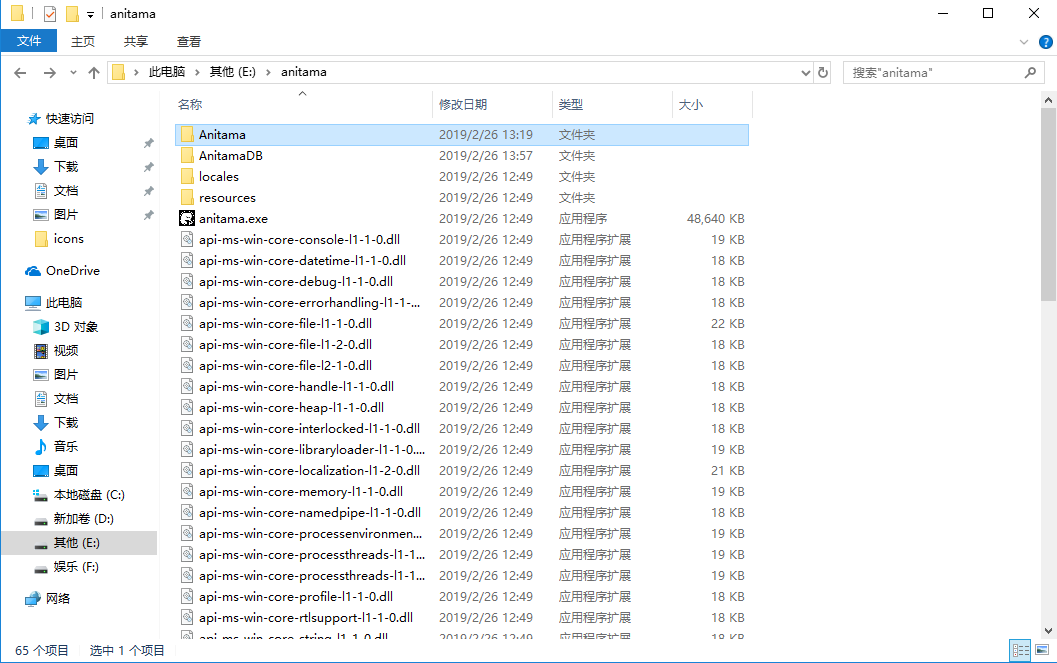 anitama
文件 主页 共享 查看
此电脑 其他 (E:) anitama 搜索"anitama"
名称 修改日期 类型 大小
快速访问
桌面
下载
文档
图片
icons
OneDrive
此电脑
3D 对象
视频
图片
文档
下载
音乐
桌面
本地磁盘 (C:)
新加卷 (D:)
其他 (E:)
娱乐 (F:)
网络
Anitama 2019/2/26 13:19 文件夹
AnitamaDB 2019/2/26 13:57 文件夹
locales 2019/2/26 12:49 文件夹
resources 2019/2/26 12:49 文件夹
anitama.exe 2019/2/26 12:49 应用程序 48,640 KB
api-ms-win-core-console-l1-1-0.dll 2019/2/26 12:49 应用程序扩展 19 KB
api-ms-win-core-datetime-l1-1-0.dll 2019/2/26 12:49 应用程序扩展 18 KB
api-ms-win-core-debug-l1-1-0.dll 2019/2/26 12:49 应用程序扩展 18 KB
api-ms-win-core-errorhandling-l1-1-... 2019/2/26 12:49 应用程序扩展 18 KB
api-ms-win-core-file-l1-1-0.dll 2019/2/26 12:49 应用程序扩展 22 KB
api-ms-win-core-file-l1-2-0.dll 2019/2/26 12:49 应用程序扩展 18 KB
api-ms-win-core-file-l2-1-0.dll 2019/2/26 12:49 应用程序扩展 18 KB
api-ms-win-core-handle-l1-1-0.dll 2019/2/26 12:49 应用程序扩展 18 KB
api-ms-win-core-heap-l1-1-0.dll 2019/2/26 12:49 应用程序扩展 18 KB
api-ms-win-core-interlocked-l1-1-0.dll 2019/2/26 12:49 应用程序扩展 18 KB
api-ms-win-core-libraryloader-l1-1-0.... 2019/2/26 12:49 应用程序扩展 19 KB
api-ms-win-core-localization-l1-2-0.dll 2019/2/26 12:49 应用程序扩展 21 KB
api-ms-win-core-memory-l1-1-0.dll 2019/2/26 12:49 应用程序扩展 19 KB
api-ms-win-core-namedpipe-l1-1-0.dll 2019/2/26 12:49 应用程序扩展 18 KB
api-ms-win-core-processenvironmen... 2019/2/26 12:49 应用程序扩展 19 KB
api-ms-win-core-processthreads-l1-1... 2019/2/26 12:49 应用程序扩展 19 KB
api-ms-win-core-processthreads-l1-1... 2019/2/26 12:49 应用程序扩展 19 KB
api-ms-win-core-profile-l1-1-0.dll 2019/2/26 12:49 应用程序扩展 18 KB
api-ms-win-core-rtlsupport-l1-1-0.dll 2019/2/26 12:49 应用程序扩展 18 KB
api-ms-win-core-string-l1-1-0.dll 2019/2/26 12:49 应用程序扩展 18 KB
65 个项目 选中 1 个项目